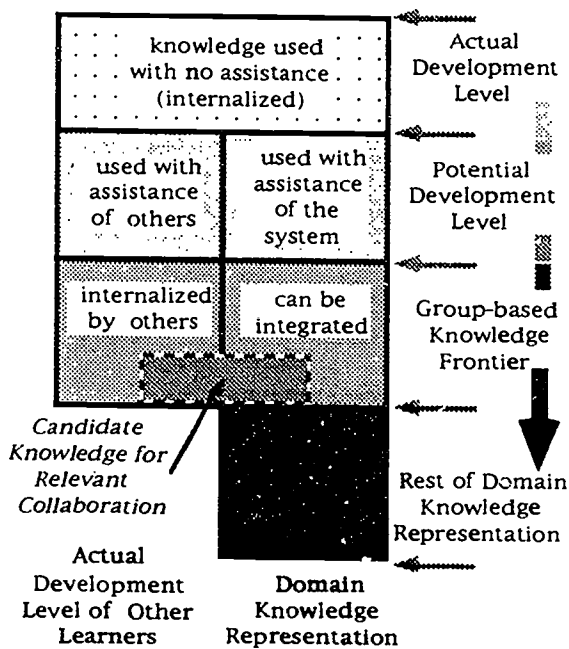 knowledge used
with no assistance
(internalized)
Actual
Development
Level
used with
assistance
of others
used with
assistance
of the
system
Potential
Development
Level
internalized
by others
can be
integrated
Group-based
Knowledge
Frontier
Candidate
Knowledge for
Relevant
Collaboration
Rest of Domain
Knowledge
Representation
Actual
Development
Level of Other
Learners
Domain
Knowledge
Representation